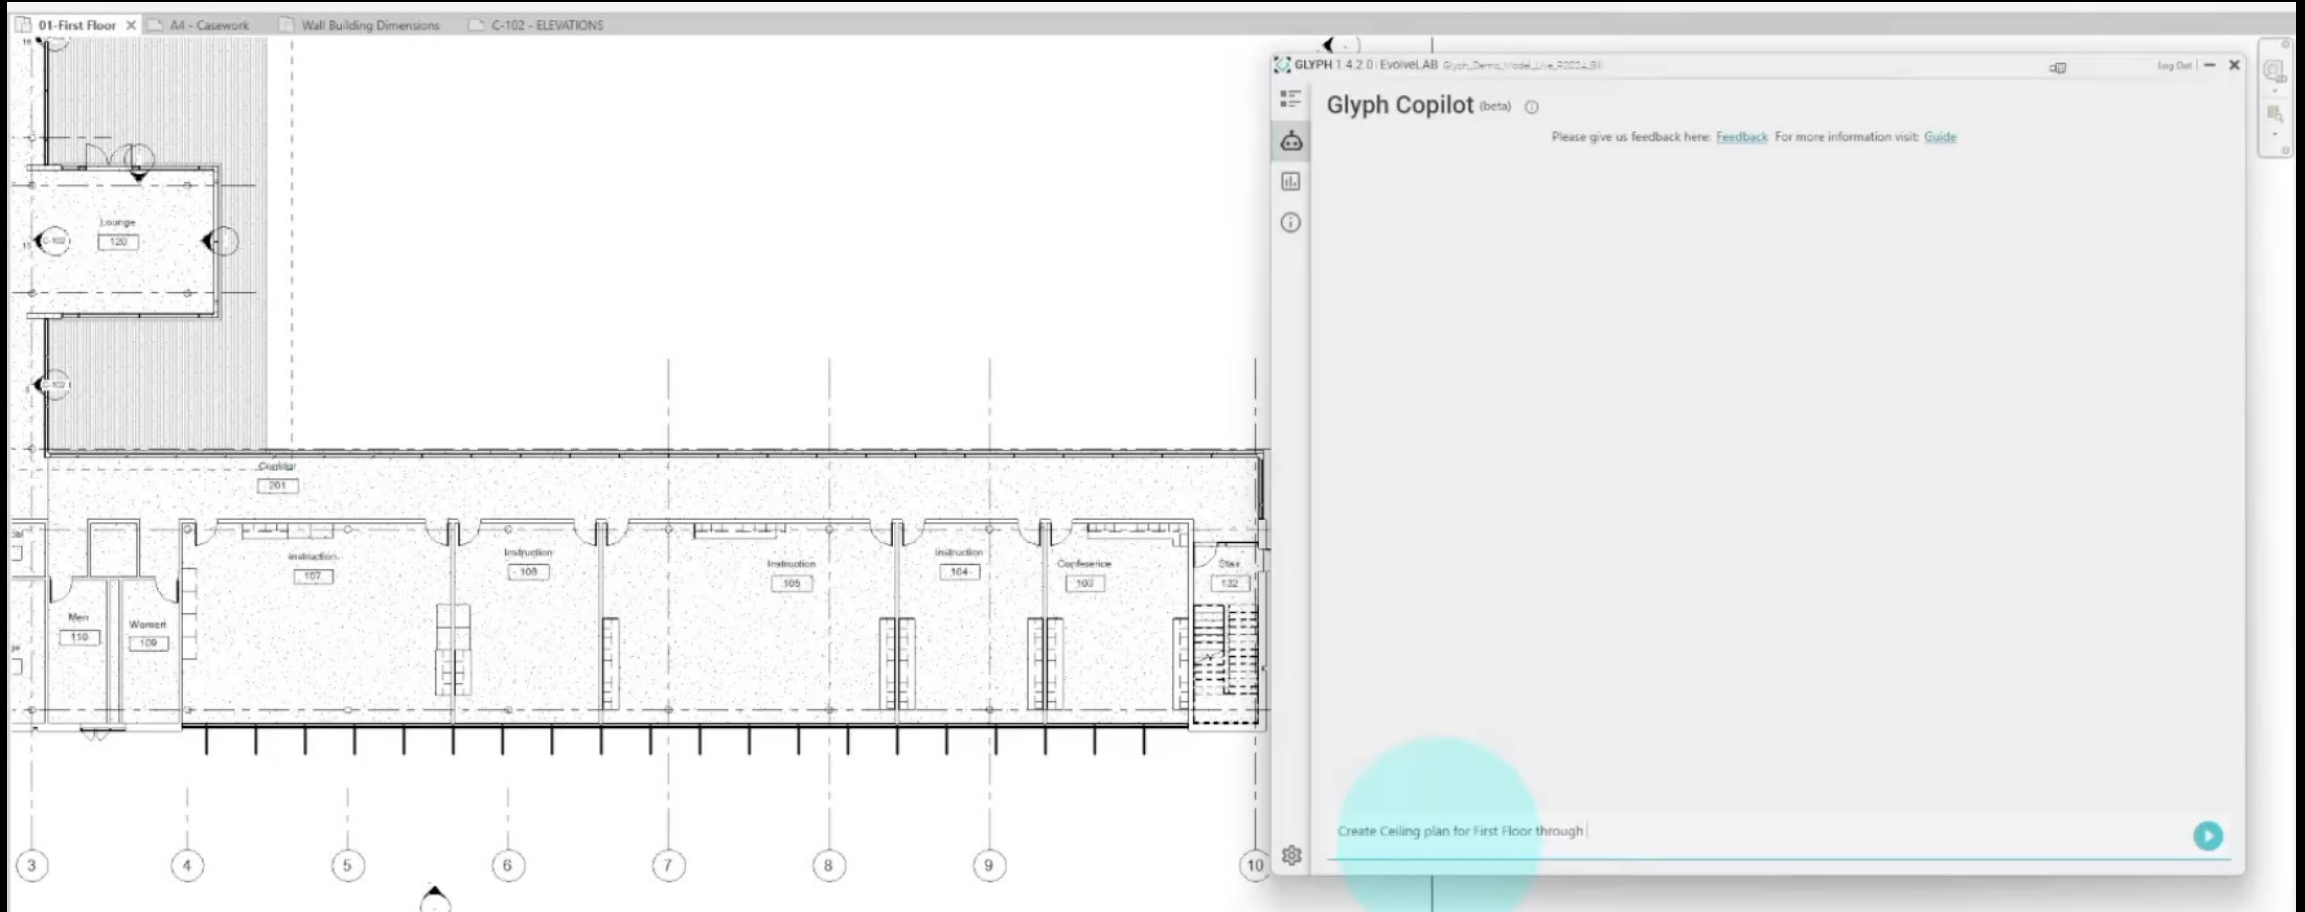 01-First Floor
A4 - Casework
Wall Building Dimensions
C-102 - ELEVATIONS
GLYPH 1.4.2.0 | EvolveLAB
Log Out
Glyph Copilot (beta)
Please give us feedback here: Feedback For more information visit: Guide
Lounge
120
C-102
C-102
Corridor
201
Instruction
107
Instruction
106
Instruction
105
Instruction
104
Conference
103
Stair
132
Men
110
Women
109
Create Ceiling plan for First Floor through
3
4
5
6
7
8
9
10